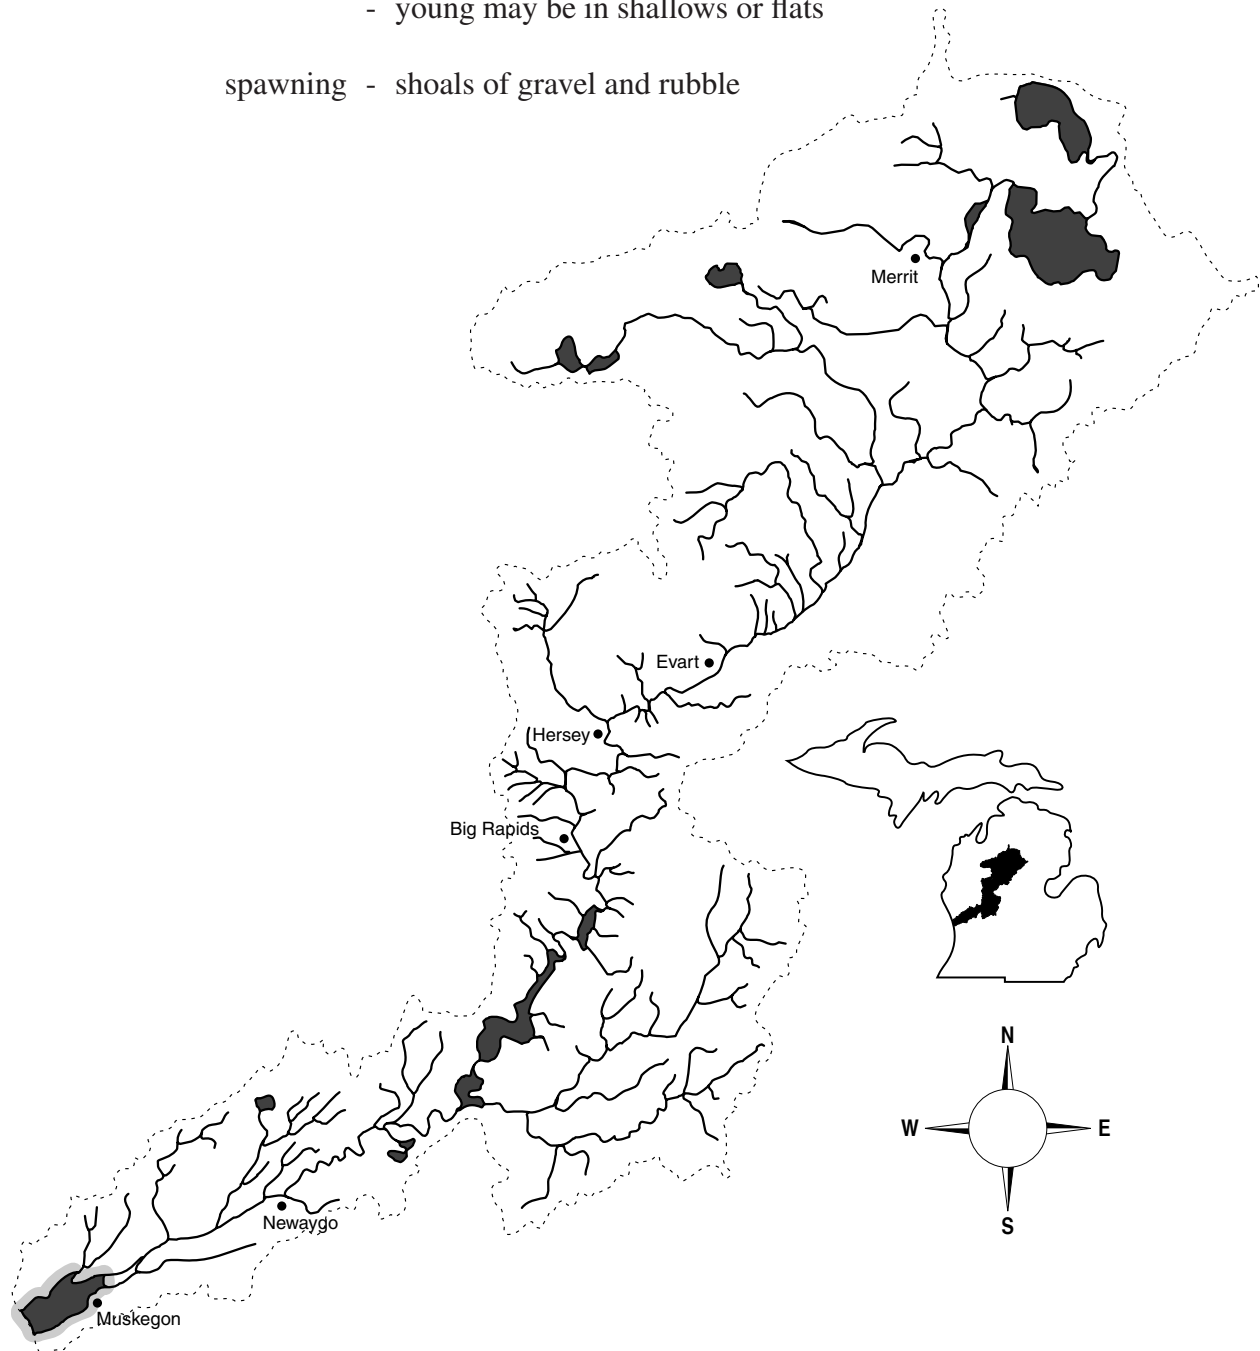 - young may be in shallows or flats
spawning - shoals of gravel and rubble
Merrit
Evart
Hersey
Big Rapids
N
W E
S
Newaygo
Muskegon